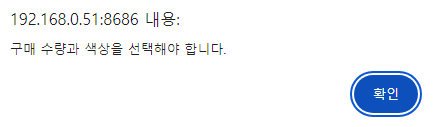 192.168.0.51:8686 내용:
구매 수량과 색상을 선택해야 합니다.
확인